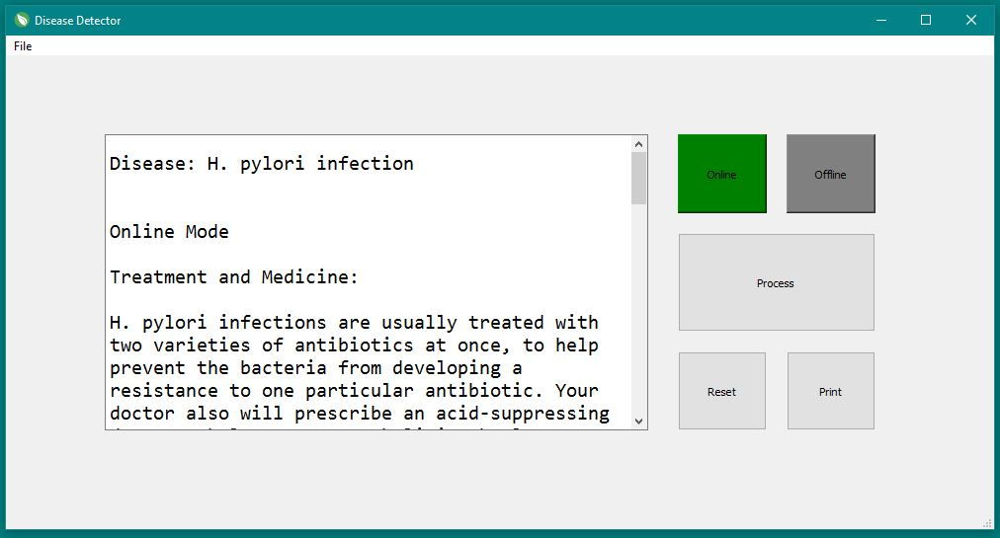 Disease Detector
File
Disease: H. pylori infection
Online Mode
Treatment and Medicine:
H. pylori infections are usually treated with
two varieties of antibiotics at once, to help
prevent the bacteria from developing a
resistance to one particular antibiotic. Your
doctor also will prescribe an acid-suppressing
Online
Offline
Process
Reset
Print